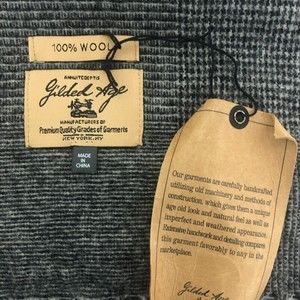 100% WOOL
ANNUIT COEPTIS
Gilded Age
MANUFACTURERS OF
Premium Quality Grades of Garments
NEW YORK, NY
MADE
IN
CHINA
Our garments are carefully handcrafted
utilizing old machinery and methods of
construction, which gives them a unique
age old look and natural feel as well as
imperfect and weathered appearance
Extensive handwork and detailing compares
this garment favorably to any in the
marketplace.
Gilded Age